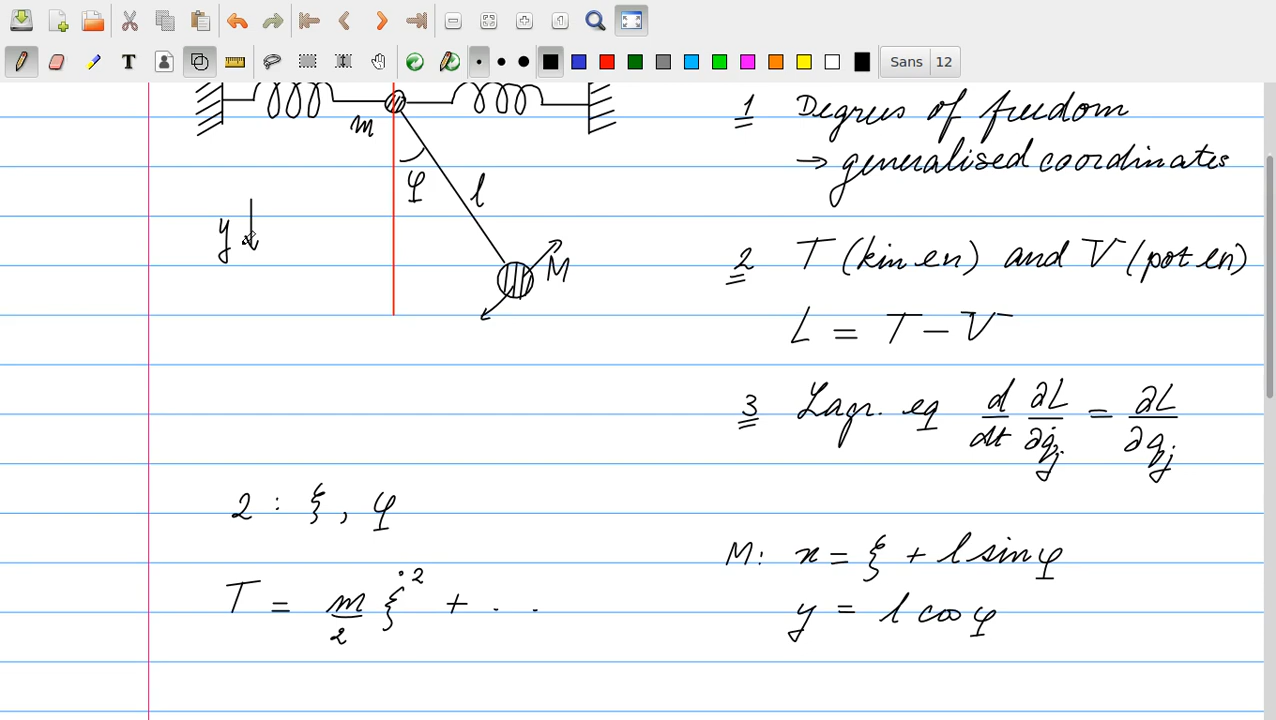 Sans 12
m
φ
l
y
M
1 Degrees of freedom
→ generalised coordinates
2 T (kin en) and V (pot en)
L = T − V
3 Lagr. eq d/dt ∂L/∂q̇j = ∂L/∂qj
2 : ξ, φ
T = m/2 ξ̇² + . .
M: x = ξ + l sin φ
y = l cos φ